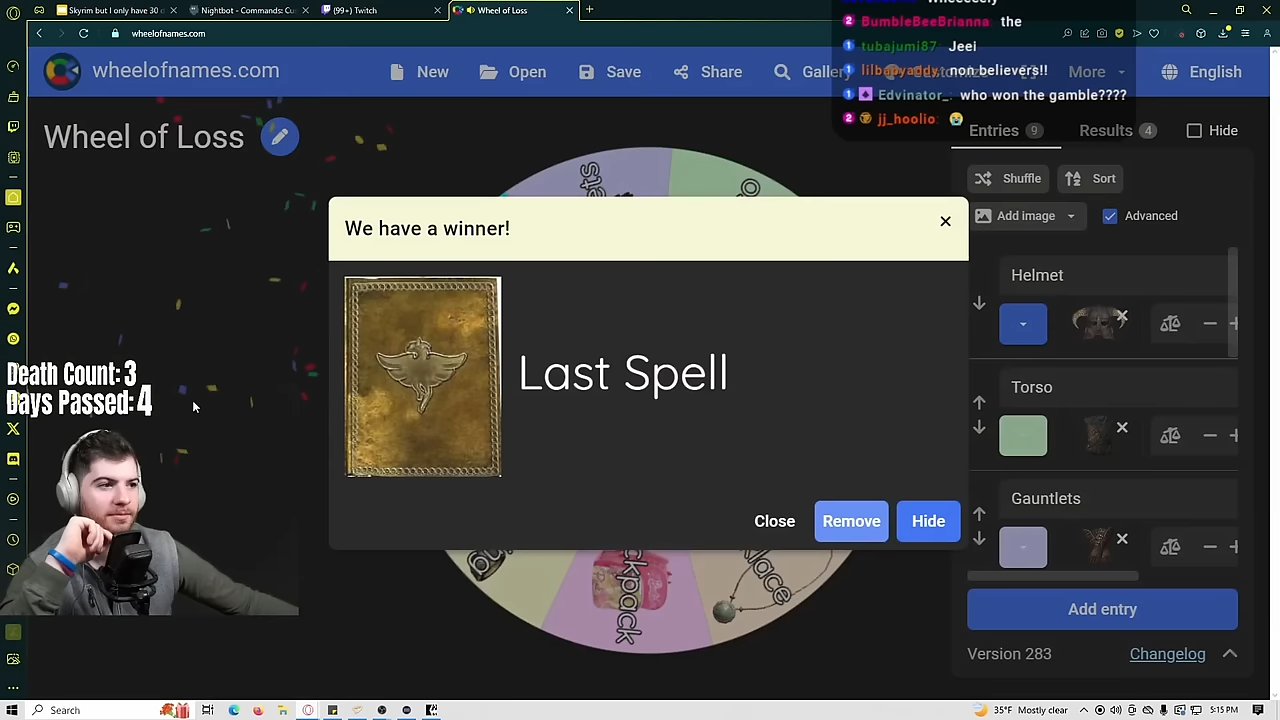 Skyrim but I only have 30 d
Nightbot - Commands: Cu
(99+) Twitch
Wheel of Loss
wheelofnames.com
BumbleBeeBrianna the
tubajumi87 Jeei
lilbabyaddy non believers!!
Edvinator_: who won the gamble????
jj_hoolio: 😭
wheelofnames.com
New
Open
Save
Share
Gallery
Customize
More
English
Wheel of Loss
Entries 9
Results 4
Hide
Shuffle
Sort
Add image
Advanced
We have a winner!
Last Spell
Close
Remove
Hide
Helmet
Torso
Gauntlets
Add entry
Version 283
Changelog
Death Count: 3
Days Passed: 4
Search
35°F Mostly clear
5:15 PM